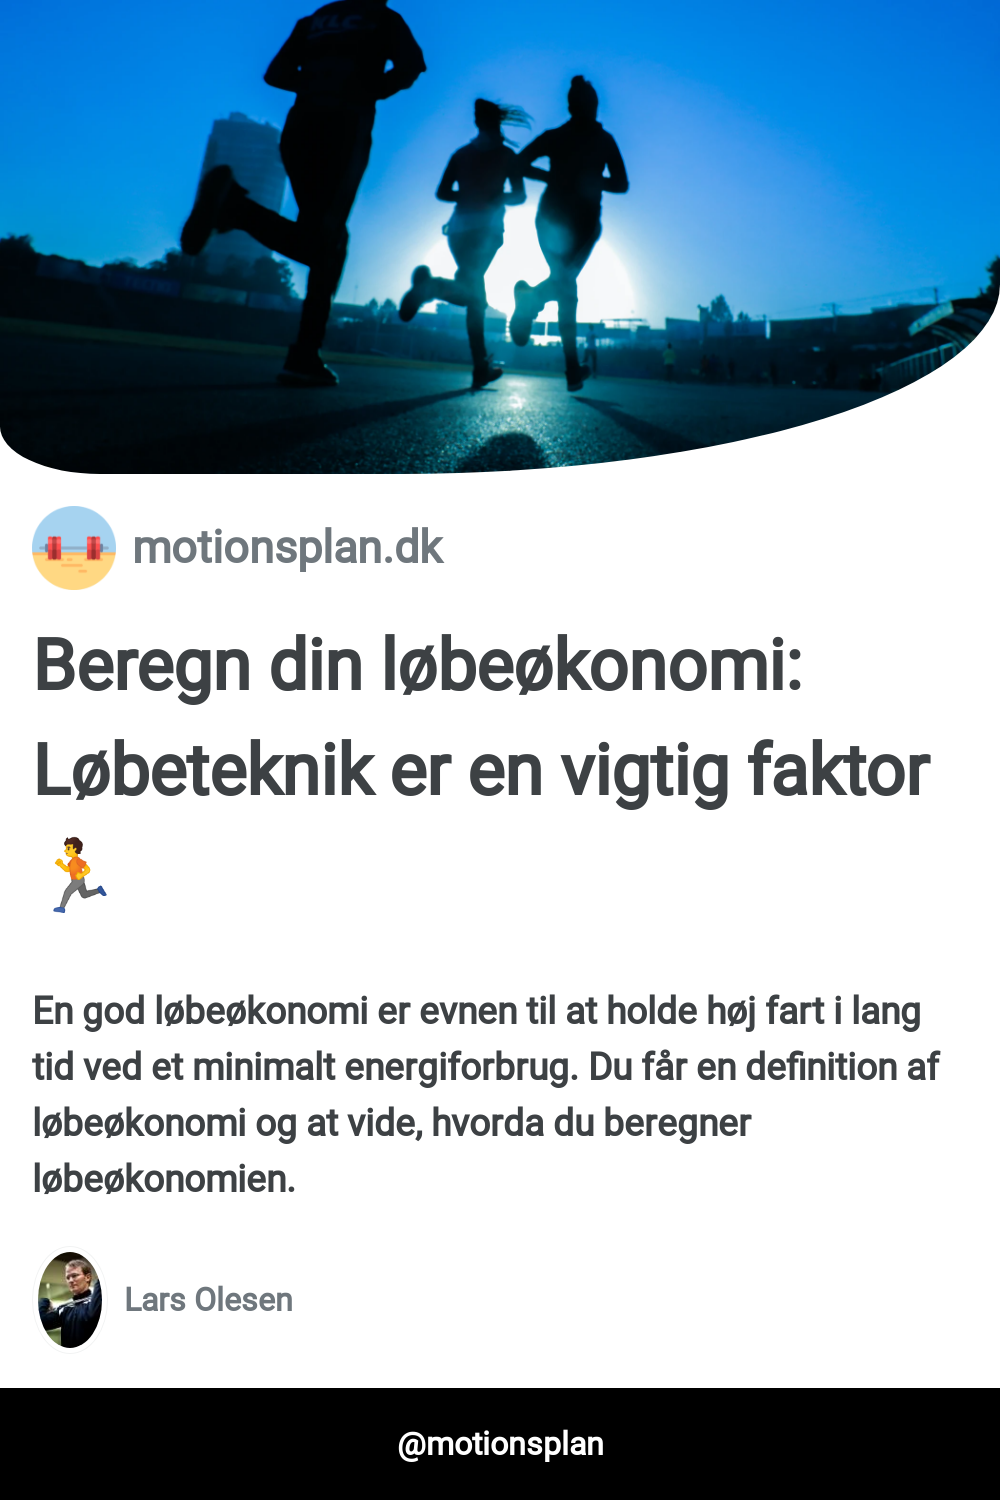 KLC
motionsplan.dk
Beregn din løbeøkonomi:
Løbeteknik er en vigtig faktor
🏃
En god løbeøkonomi er evnen til at holde høj fart i lang
tid ved et minimalt energiforbrug. Du får en definition af
løbeøkonomi og at vide, hvorda du beregner
løbeøkonomien.
Lars Olesen
@motionsplan